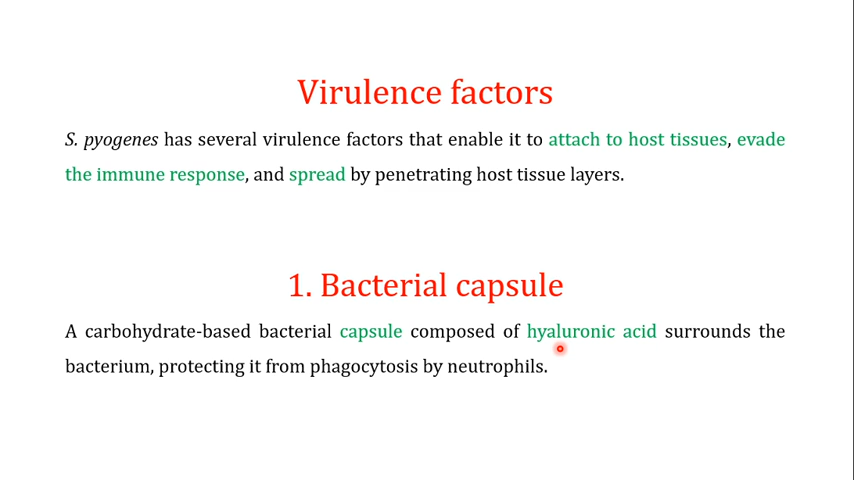 Virulence factors
S. pyogenes has several virulence factors that enable it to attach to host tissues, evade
the immune response, and spread by penetrating host tissue layers.
1. Bacterial capsule
A carbohydrate-based bacterial capsule composed of hyaluronic acid surrounds the
bacterium, protecting it from phagocytosis by neutrophils.